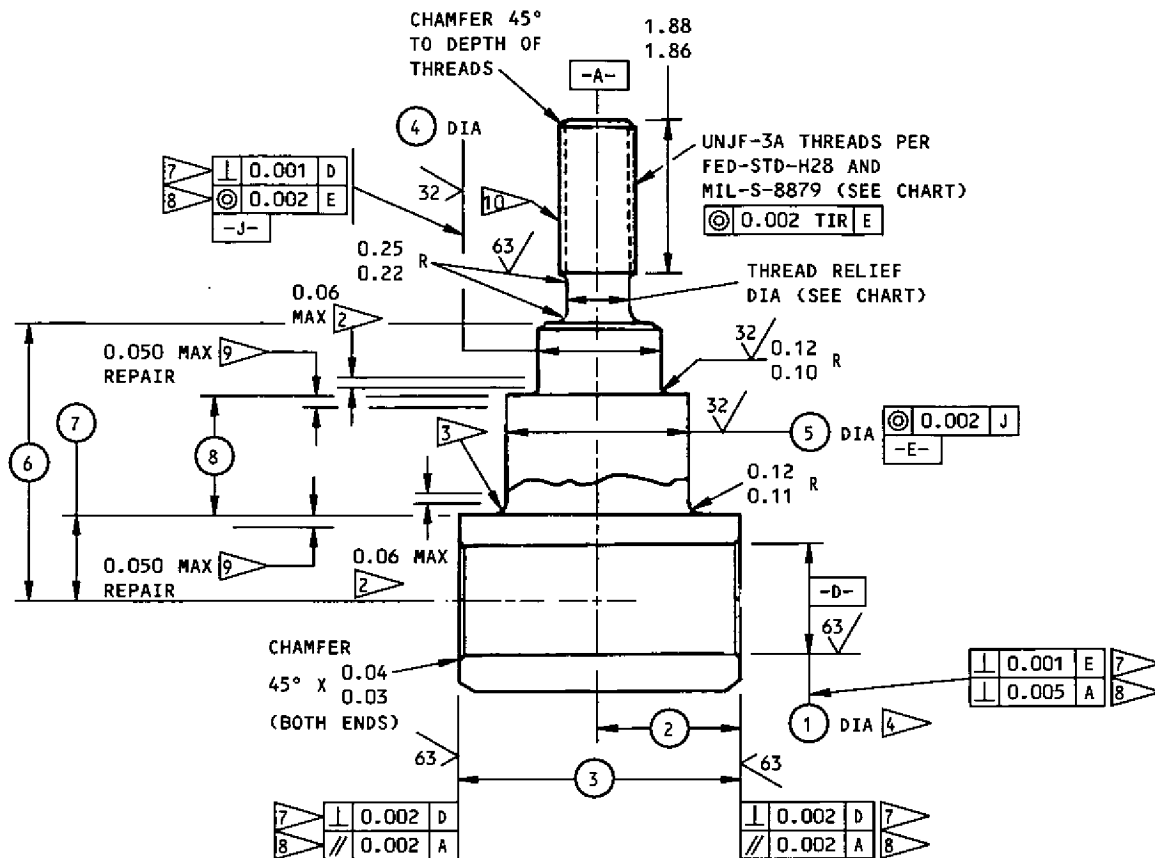 CHAMFER 45°
TO DEPTH OF
THREADS
1.88
1.86
-A-
4 DIA
UNJF-3A THREADS PER
FED-STD-H28 AND
MIL-S-8879 (SEE CHART)
◎ 0.002 TIR E
7 ⊥ 0.001 D
8 ◎ 0.002 E
-J-
32
10
63
0.25
0.22 R
THREAD RELIEF
DIA (SEE CHART)
0.06
MAX 2
0.050 MAX 9
REPAIR
32
0.12
0.10 R
32
5 DIA
◎ 0.002 J
-E-
3
7
6
8
0.12
0.11 R
0.050 MAX 9
REPAIR
0.06 MAX
2
-D-
63
CHAMFER
45° X 0.04
0.03
(BOTH ENDS)
⊥ 0.001 E 7
⊥ 0.005 A 8
2
1 DIA 4
63
3
63
7 ⊥ 0.002 D
8 // 0.002 A
⊥ 0.002 D 7
// 0.002 A 8